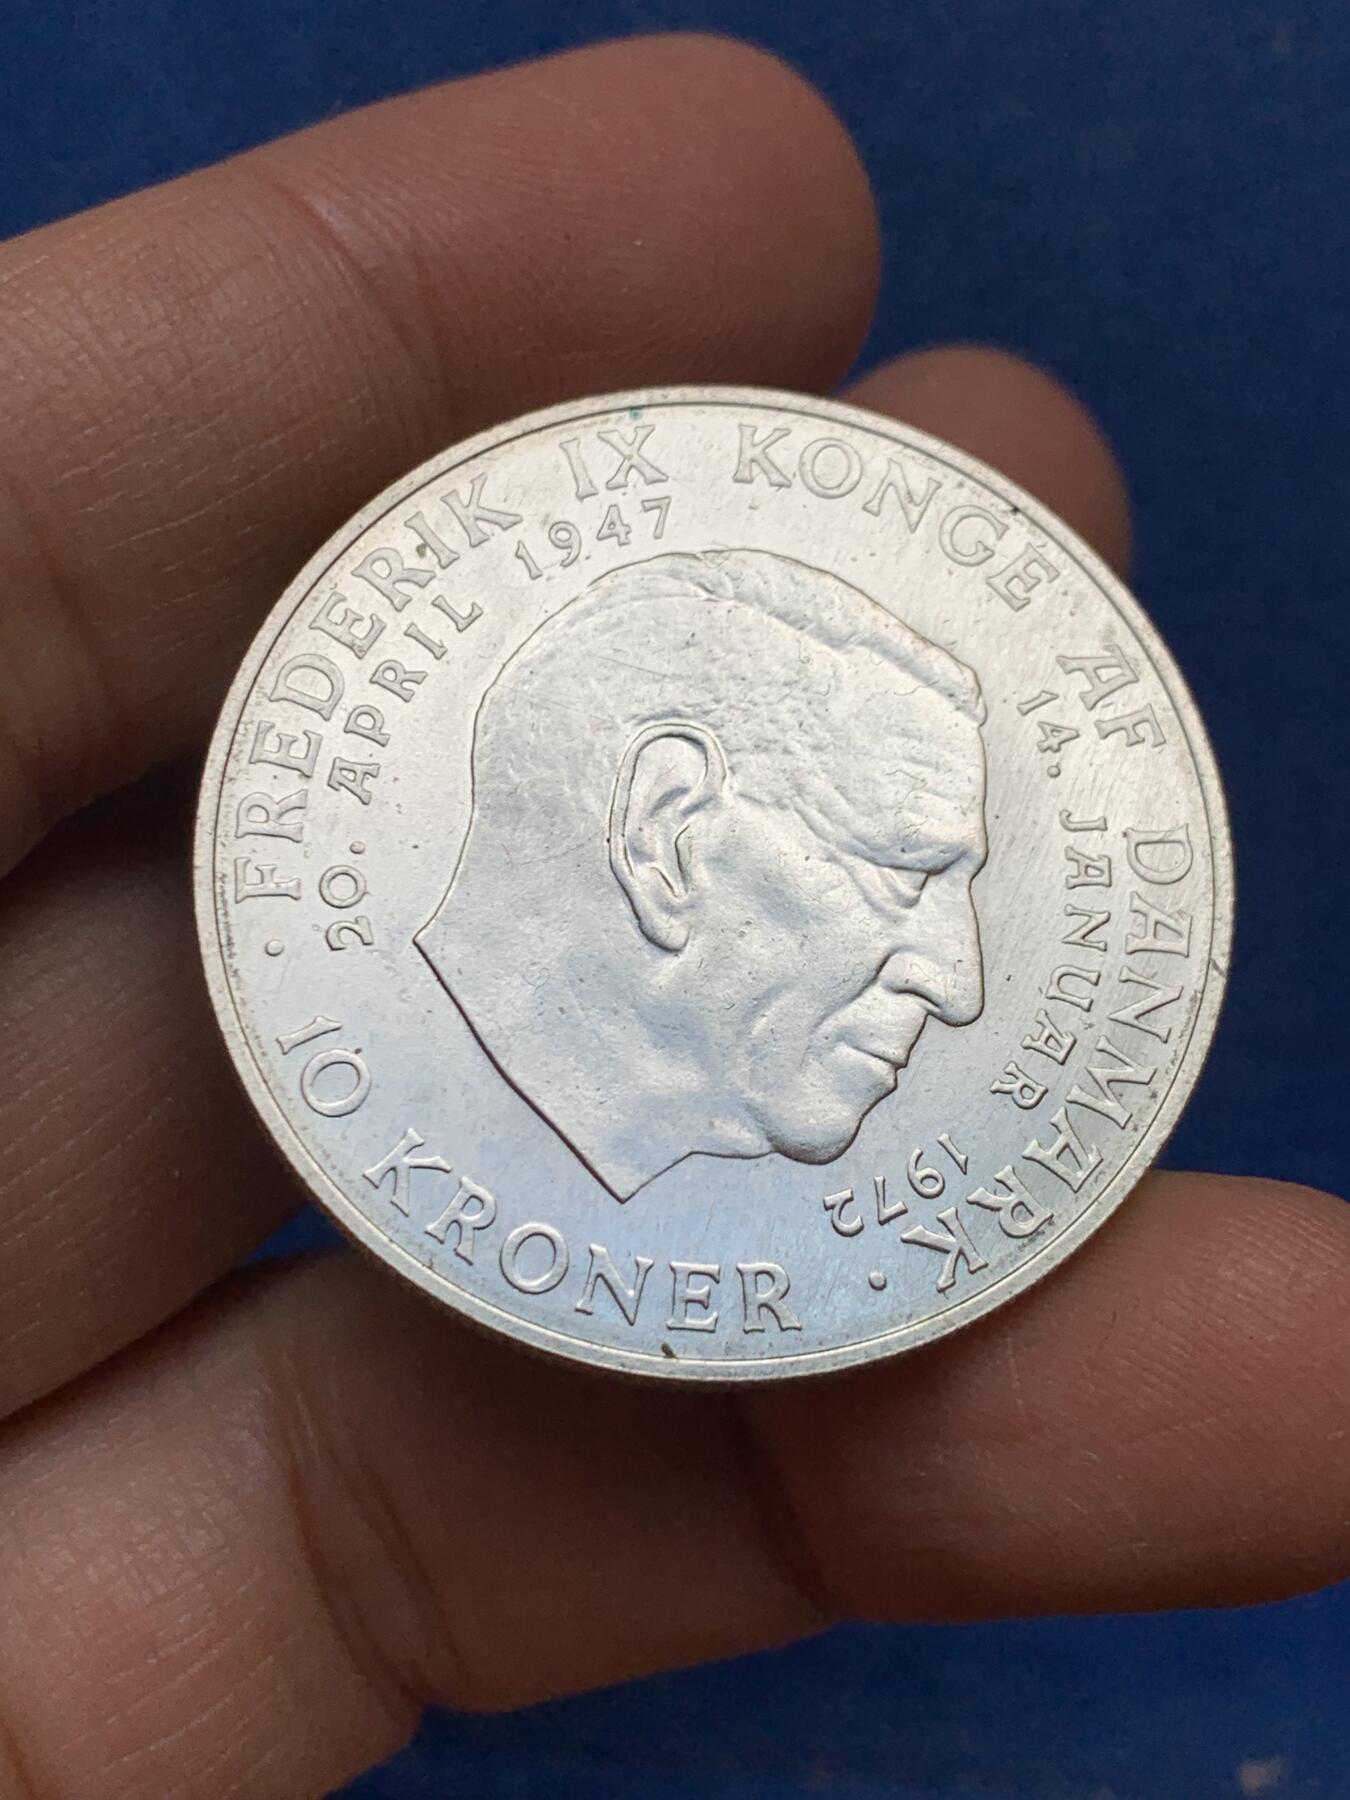 · FREDERIK IX KONGE AF DANMARK ·
20. APRIL 1947
14. JANUAR 1972
10 KRONER